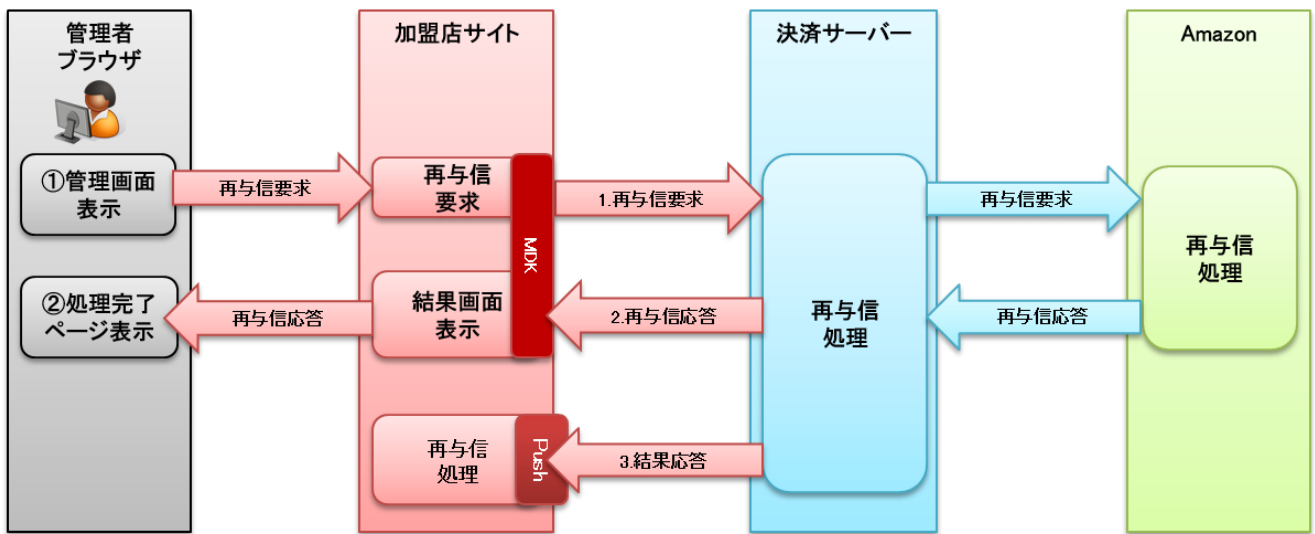 管理者
ブラウザ
加盟店サイト
決済サーバー
Amazon
①管理画面
表示
再与信要求
再与信
要求
MDK
1.再与信要求
再与信要求
再与信
処理
②処理完了
ページ表示
再与信応答
結果画面
表示
2.再与信応答
再与信
処理
再与信応答
再与信
処理
Push
3.結果応答